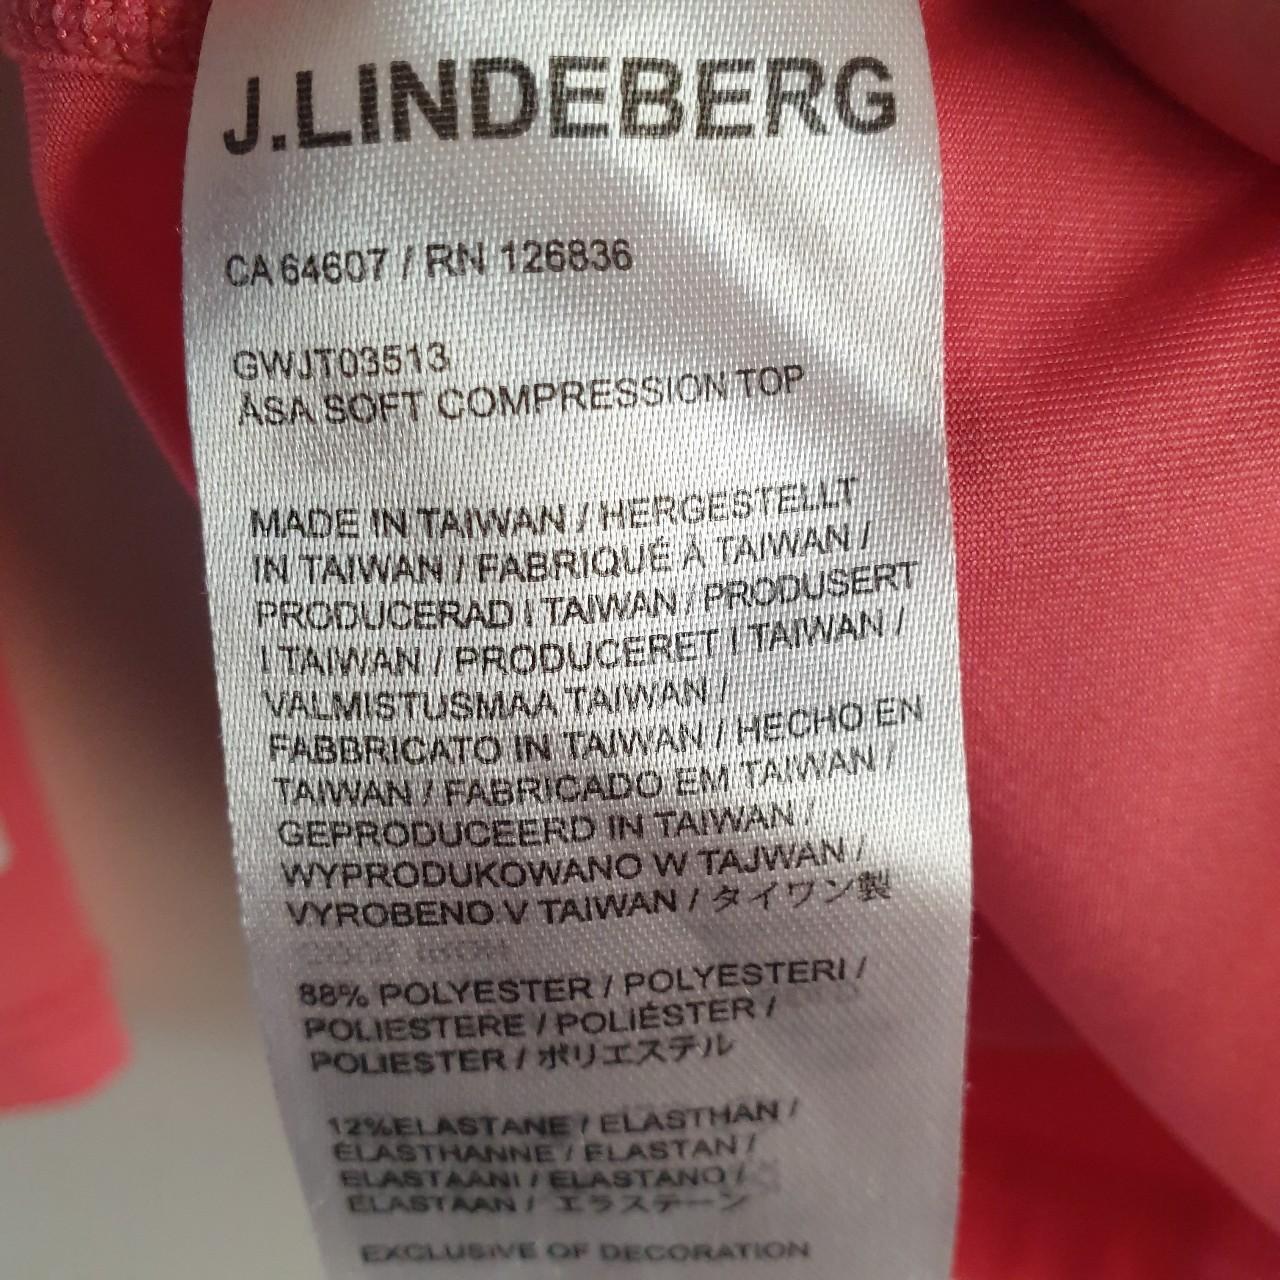 J.LINDEBERG
CA 64607 / RN 126836
GWJT03513
ÅSA SOFT COMPRESSION TOP
MADE IN TAIWAN / HERGESTELLT
IN TAIWAN / FABRIQUÉ À TAIWAN /
PRODUCERAD I TAIWAN / PRODUSERT
I TAIWAN / PRODUCERET I TAIWAN /
VALMISTUSMAA TAIWAN /
FABBRICATO IN TAIWAN / HECHO EN
TAIWAN / FABRICADO EM TAIWAN /
GEPRODUCEERD IN TAIWAN /
WYPRODUKOWANO W TAJWAN /
VYROBENO V TAIWAN / タイワン製
88% POLYESTER / POLYESTERI /
POLIESTERE / POLIÉSTER /
POLIESTER / ポリエステル
12%ELASTANE / ELASTHAN /
ÉLASTHANNE / ELASTAN /
ELASTAANI / ELASTANO /
ELASTAAN / エラステーン
EXCLUSIVE OF DECORATION